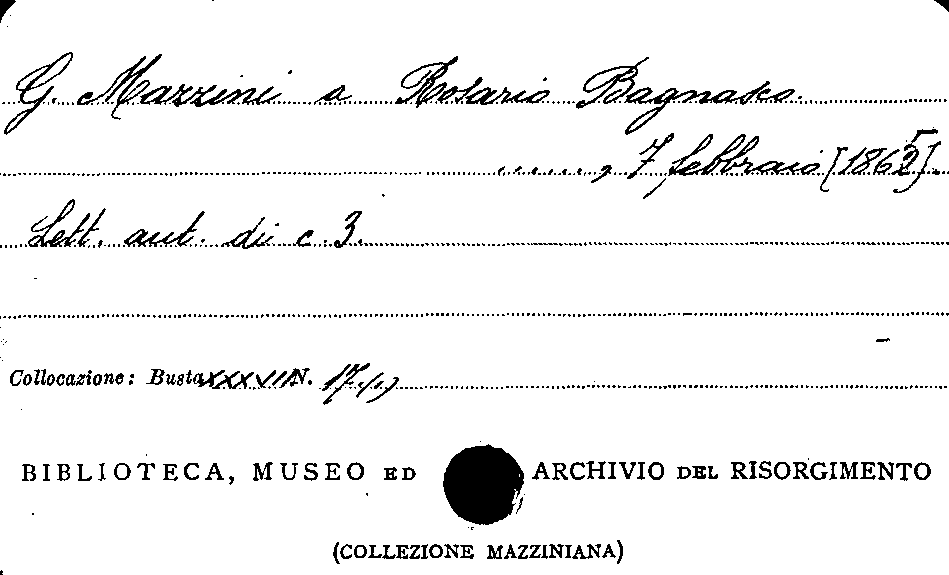 G. Mazzini a Rosario Bagnasco.
......, 7 febbraio [1865].
Lett. aut. di c. 3.
Collocazione: Busta XXXVII N. 17 (1)
BIBLIOTECA, MUSEO ED ARCHIVIO DEL RISORGIMENTO
(COLLEZIONE MAZZINIANA)